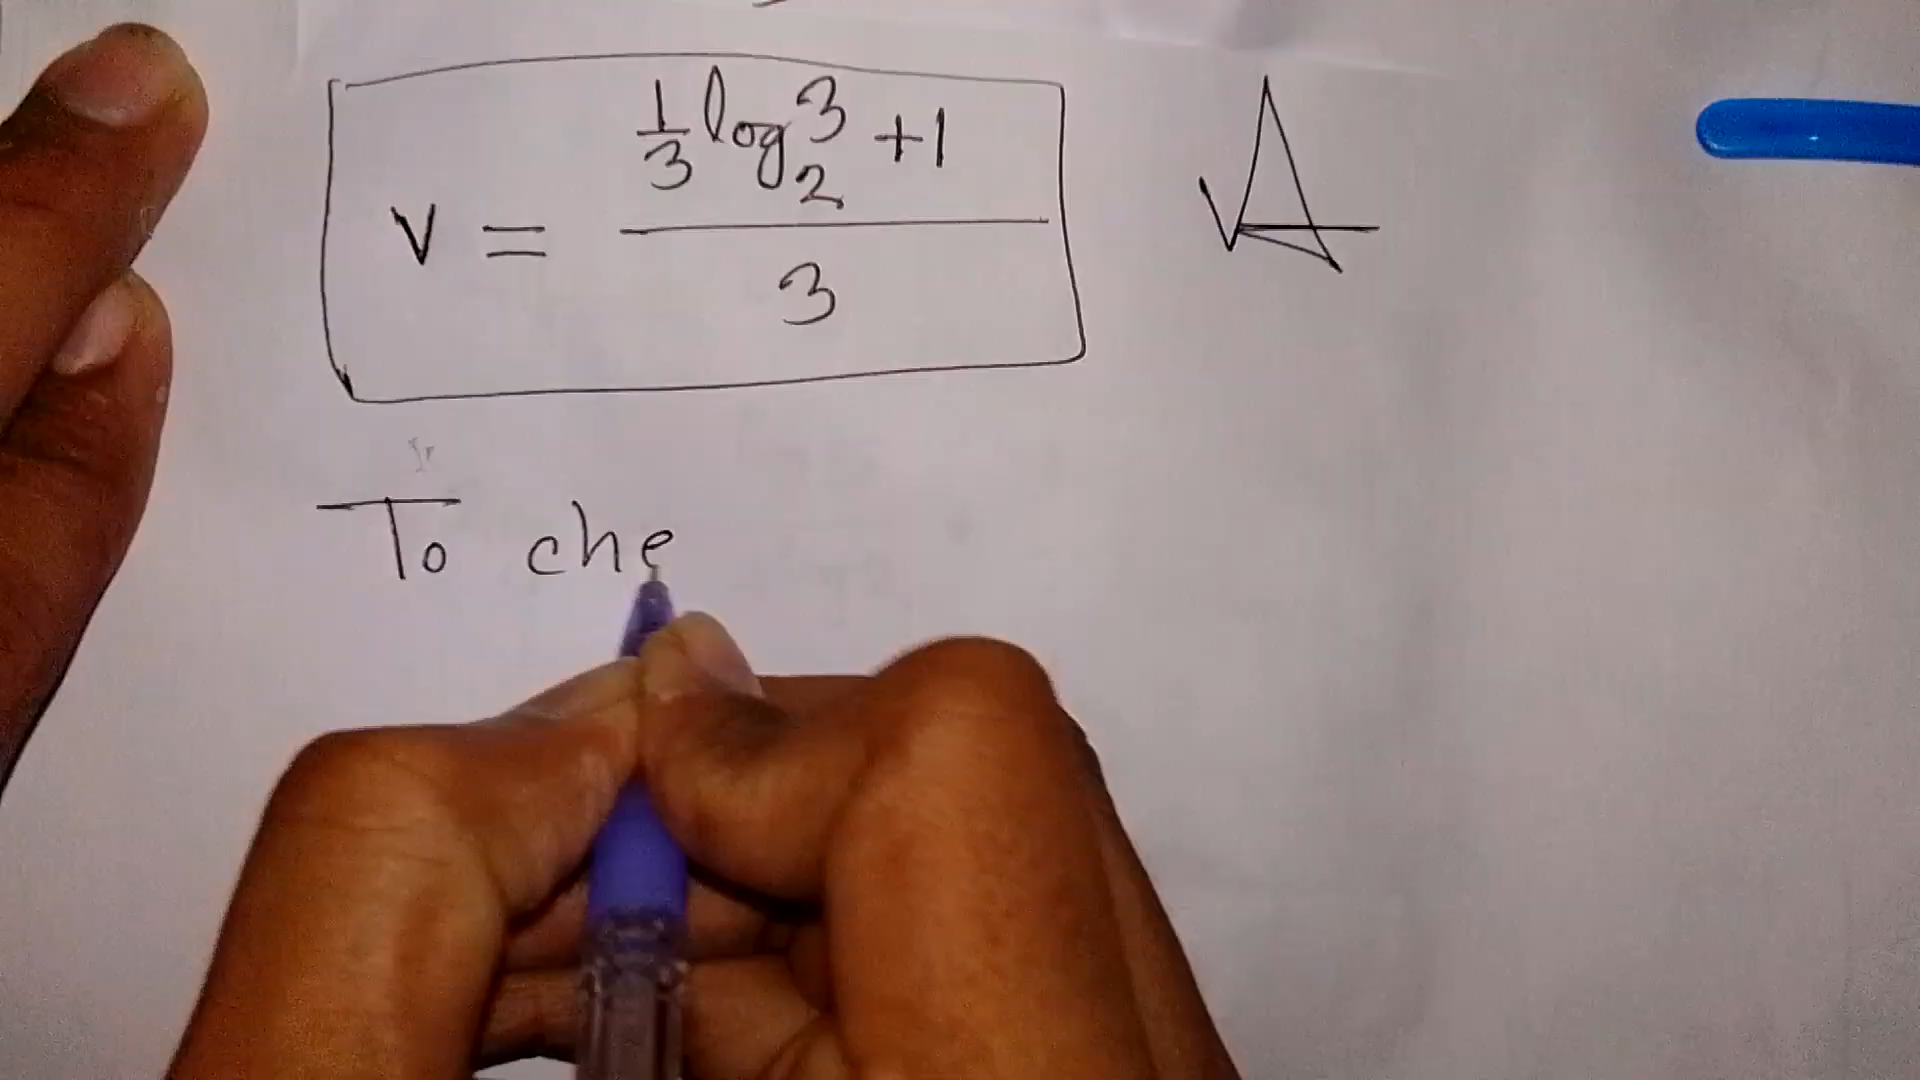 v = (1/3 log₂3 + 1)/3
To che